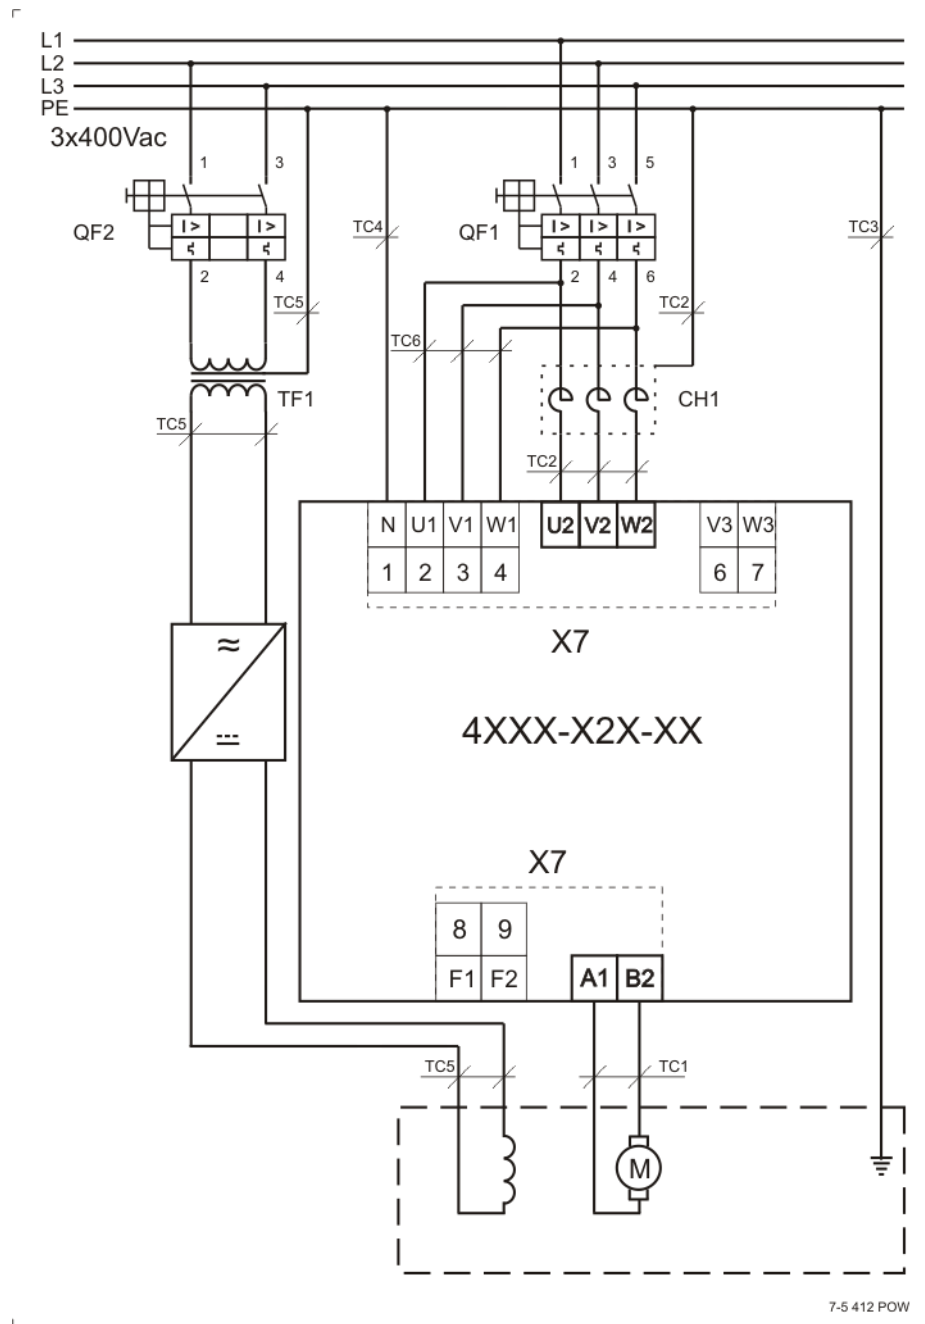 L1
L2
L3
PE
3x400Vac
1 3 1 3 5
I > I > I > I > I >
QF2 TC4 QF1 TC3
2 4 2 4 6
TC5 TC2
TC6
TF1 CH1
TC5 TC2
N U1 V1 W1 U2 V2 W2 V3 W3
1 2 3 4 6 7
X7
≈
4XXX-X2X-XX
X7
8 9
F1 F2 A1 B2
TC5 TC1
M
7-5 412 POW